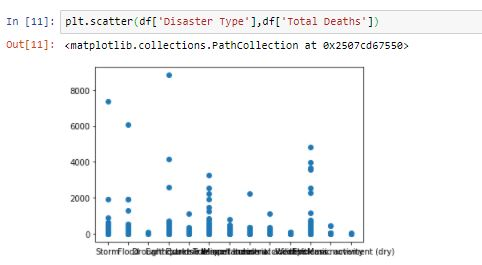 In [11]: plt.scatter(df['Disaster Type'],df['Total Deaths'])
Out[11]: <matplotlib.collections.PathCollection at 0x2507cd67550>
8000
6000
4000
2000
0
Storm Flood (dry)